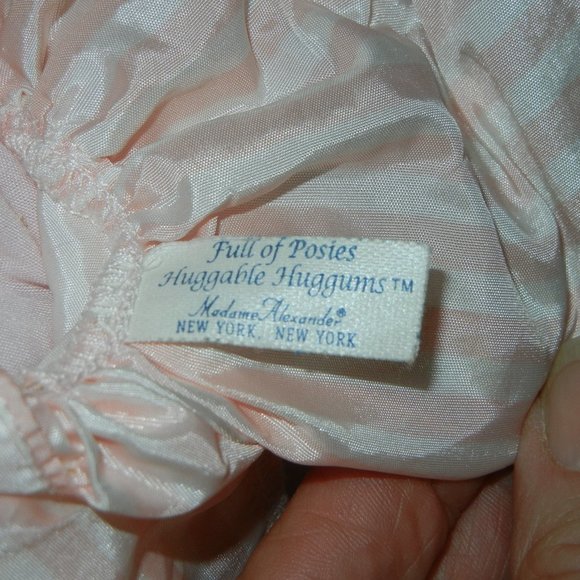 Full of Posies
Huggable Huggums™
Madame Alexander®
NEW YORK, NEW YORK